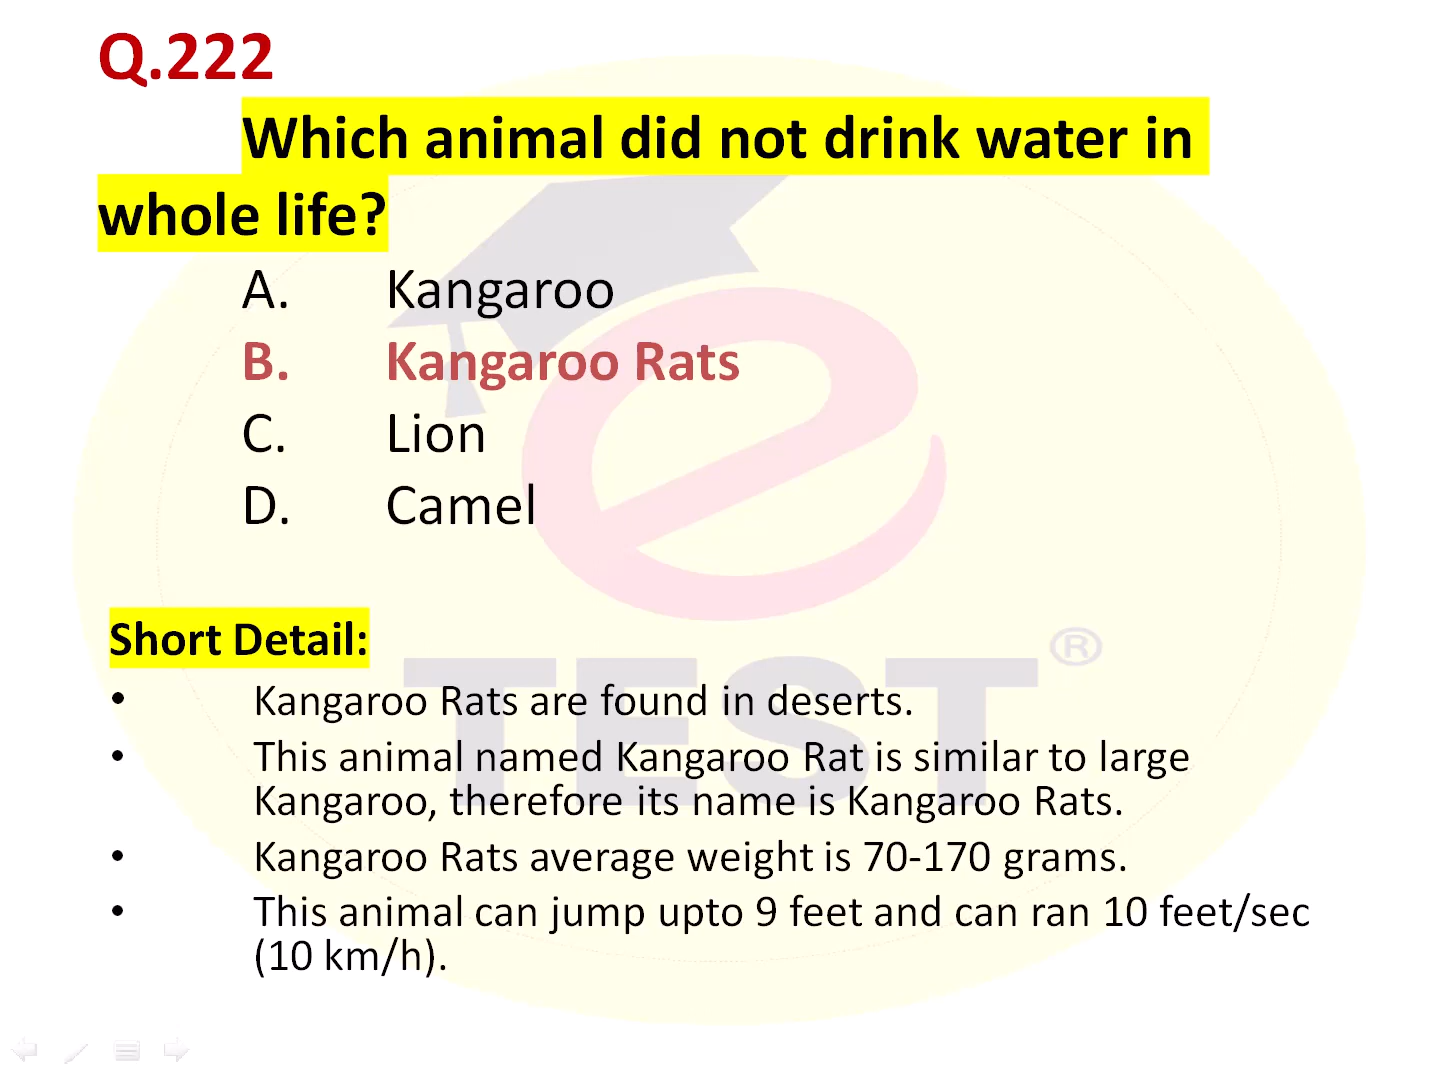 Q.222
Which animal did not drink water in
whole life?
A. Kangaroo
B. Kangaroo Rats
C. Lion
D. Camel
Short Detail:
• Kangaroo Rats are found in deserts.
• This animal named Kangaroo Rat is similar to large
Kangaroo, therefore its name is Kangaroo Rats.
• Kangaroo Rats average weight is 70-170 grams.
• This animal can jump upto 9 feet and can ran 10 feet/sec
(10 km/h).
e
TEST®